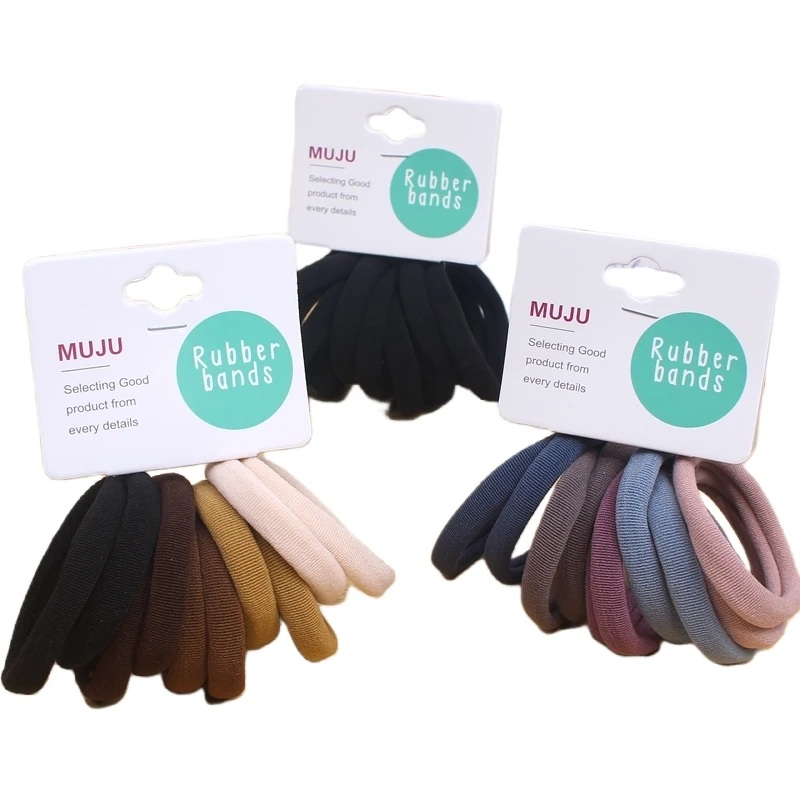 MUJU
Selecting Good
product from
every details
Rubber
bands
MUJU
Selecting Good
product from
every details
Rubber
bands
MUJU
Selecting Good
product from
every details
Rubber
bands